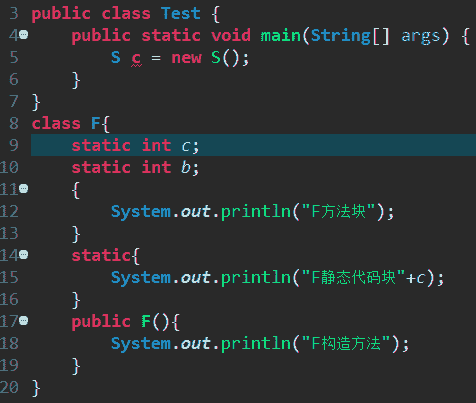 3 public class Test {
4 public static void main(String[] args) {
5 S c = new S();
6 }
7 }
8 class F{
9 static int c;
10 static int b;
11 {
12 System.out.println("F方法块");
13 }
14 static{
15 System.out.println("F静态代码块"+c);
16 }
17 public F(){
18 System.out.println("F构造方法");
19 }
20 }